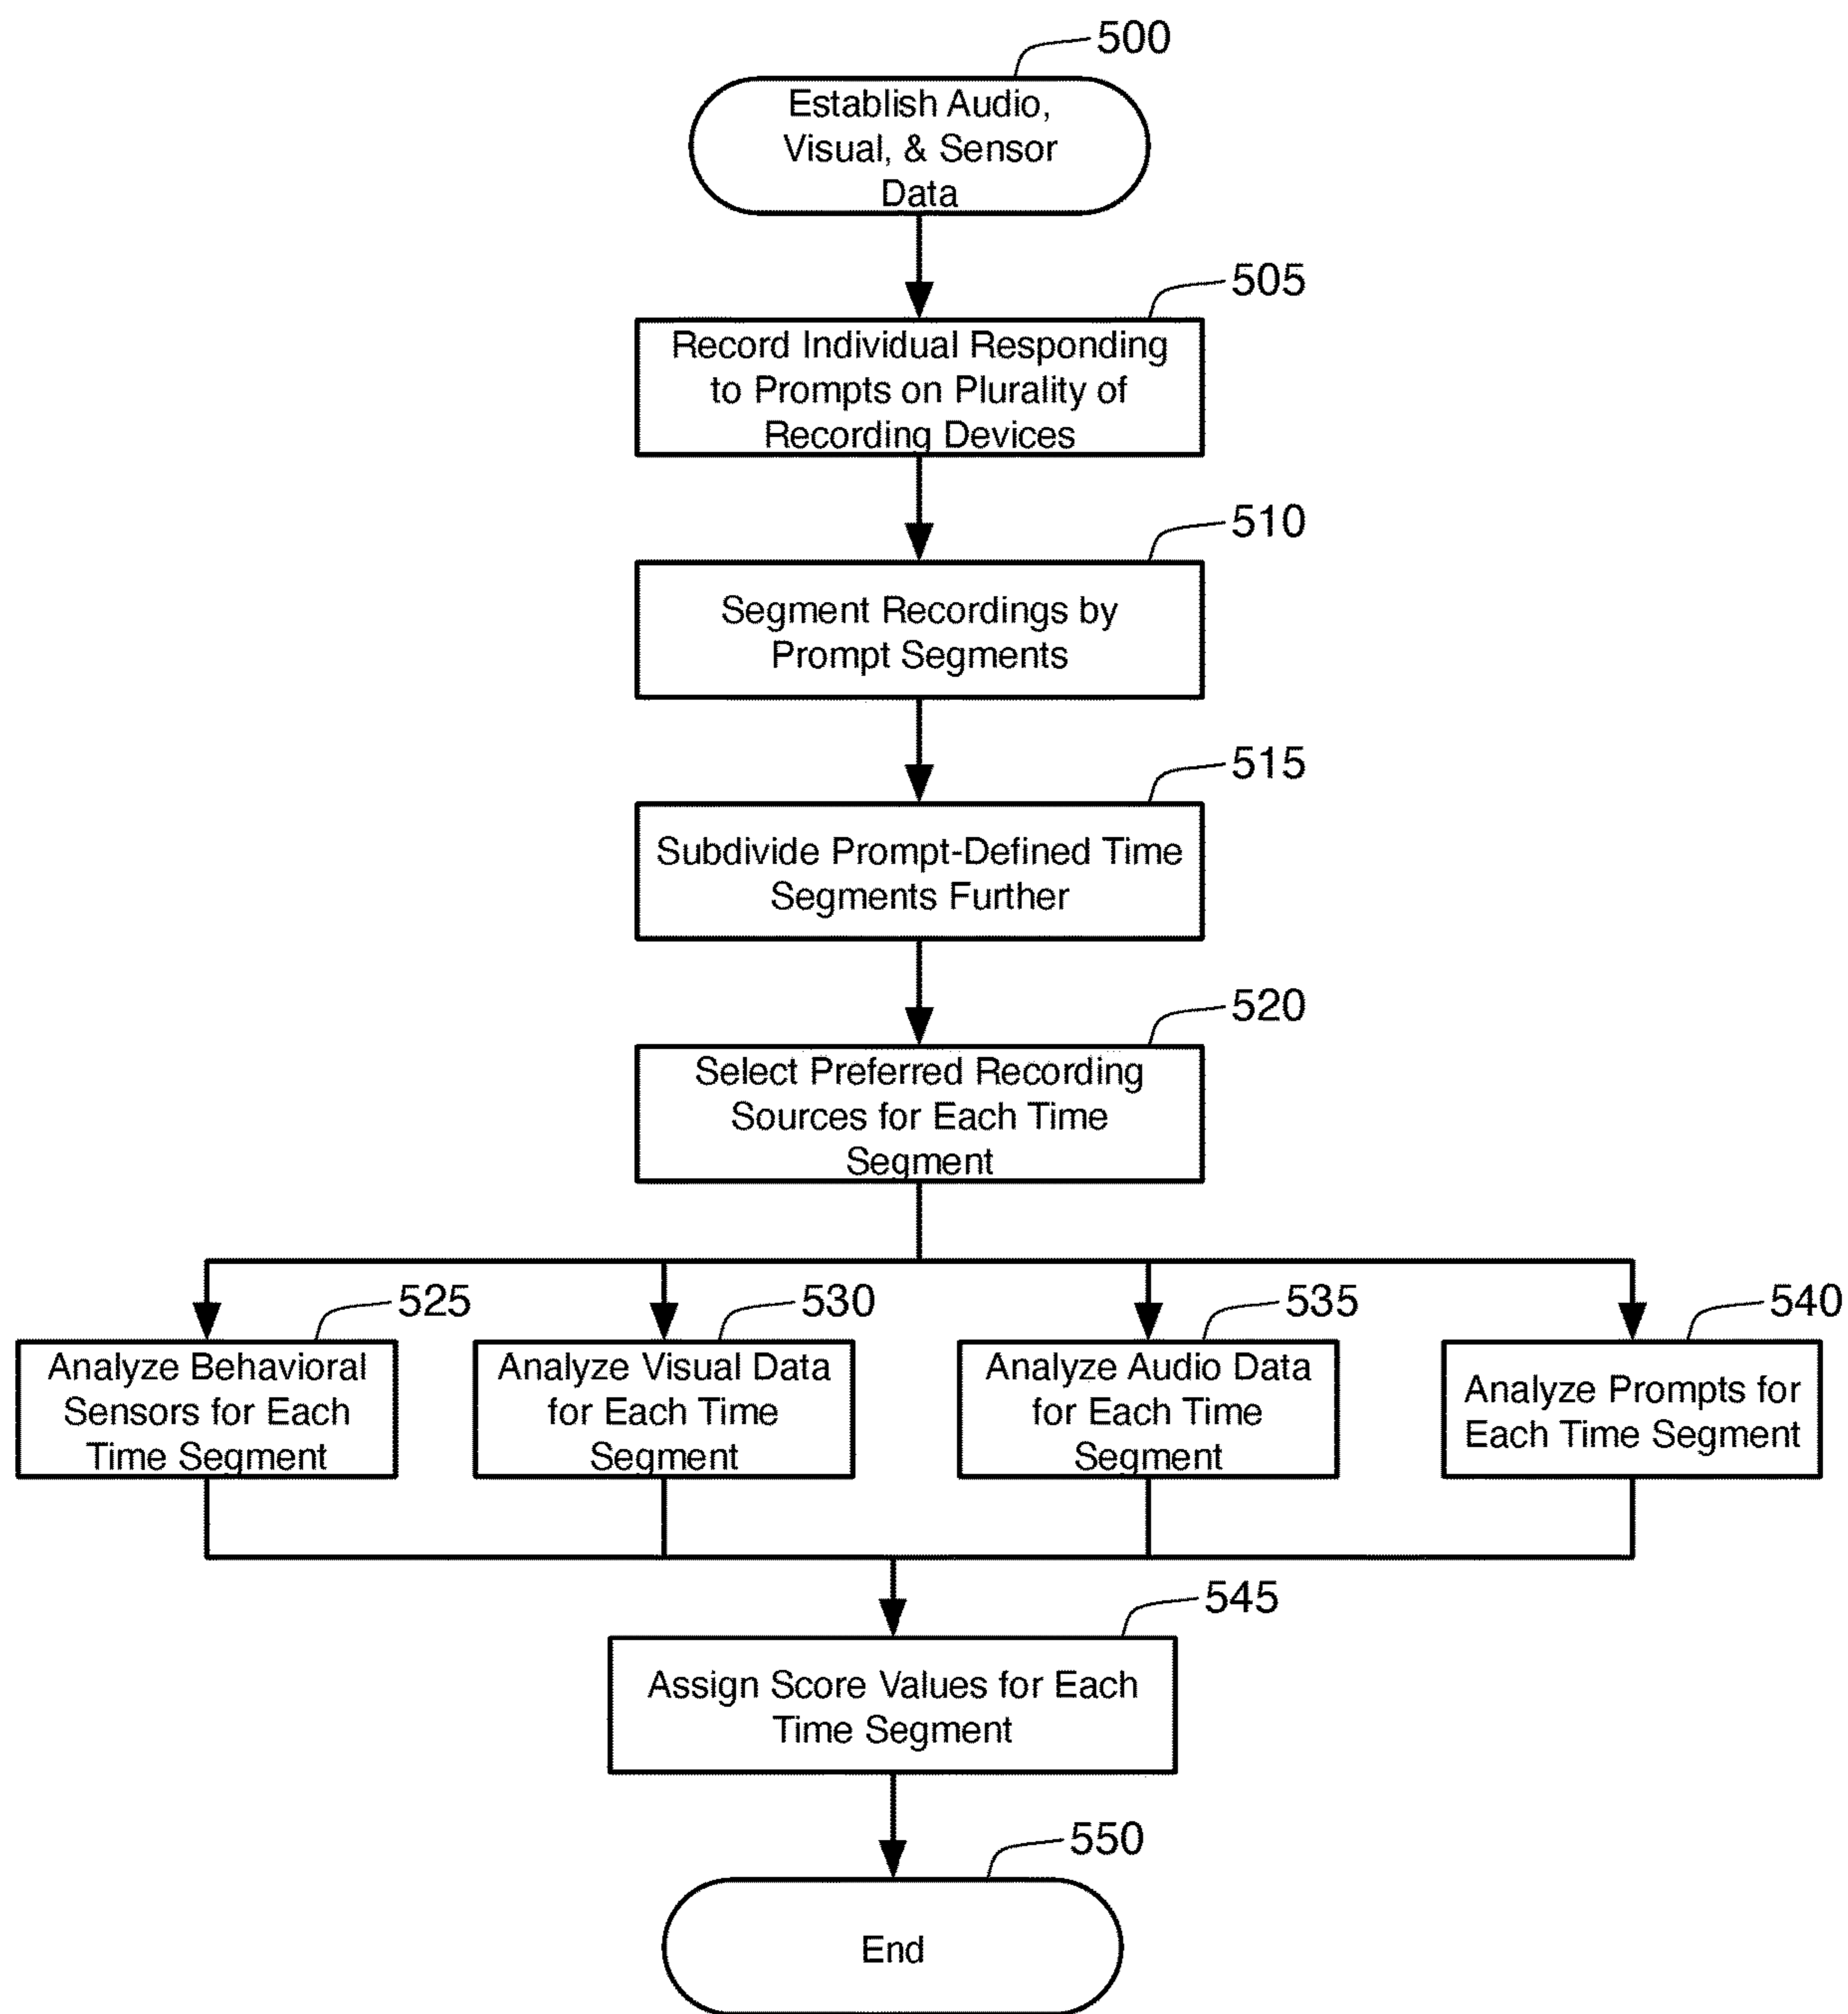 500
Establish Audio,
Visual, & Sensor
Data
505
Record Individual Responding
to Prompts on Plurality of
Recording Devices
510
Segment Recordings by
Prompt Segments
515
Subdivide Prompt-Defined Time
Segments Further
520
Select Preferred Recording
Sources for Each Time
Segment
525
Analyze Behavioral
Sensors for Each
Time Segment
530
Analyze Visual Data
for Each Time
Segment
535
Analyze Audio Data
for Each Time
Segment
540
Analyze Prompts for
Each Time Segment
545
Assign Score Values for Each
Time Segment
550
End